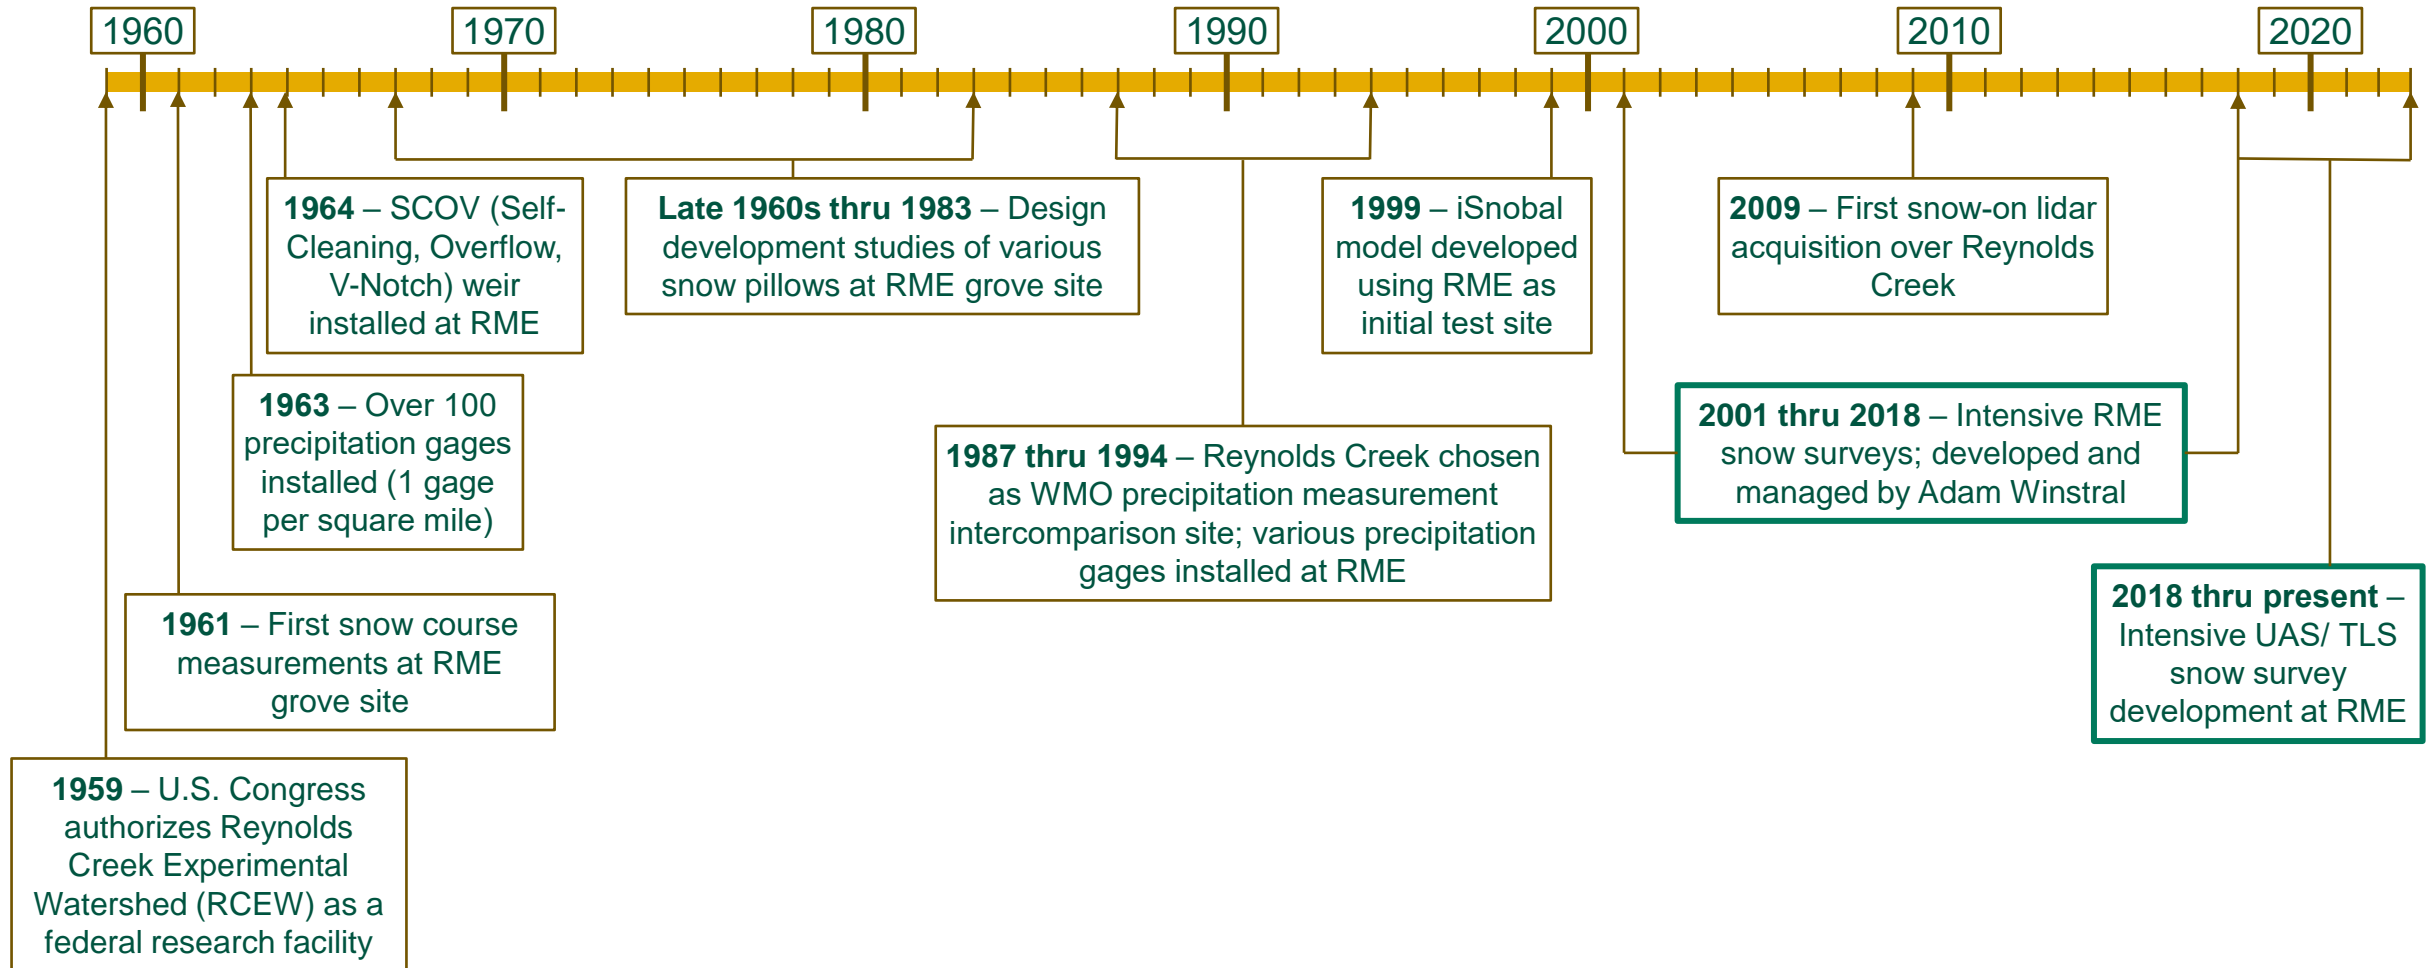 1960
1970
1980
1990
2000
2010
2020
1964 – SCOV (Self-
Cleaning, Overflow,
V-Notch) weir
installed at RME
Late 1960s thru 1983 – Design
development studies of various
snow pillows at RME grove site
1999 – iSnobal
model developed
using RME as
initial test site
2009 – First snow-on lidar
acquisition over Reynolds
Creek
1963 – Over 100
precipitation gages
installed (1 gage
per square mile)
1987 thru 1994 – Reynolds Creek chosen
as WMO precipitation measurement
intercomparison site; various precipitation
gages installed at RME
2001 thru 2018 – Intensive RME
snow surveys; developed and
managed by Adam Winstral
1961 – First snow course
measurements at RME
grove site
2018 thru present –
Intensive UAS/ TLS
snow survey
development at RME
1959 – U.S. Congress
authorizes Reynolds
Creek Experimental
Watershed (RCEW) as a
federal research facility